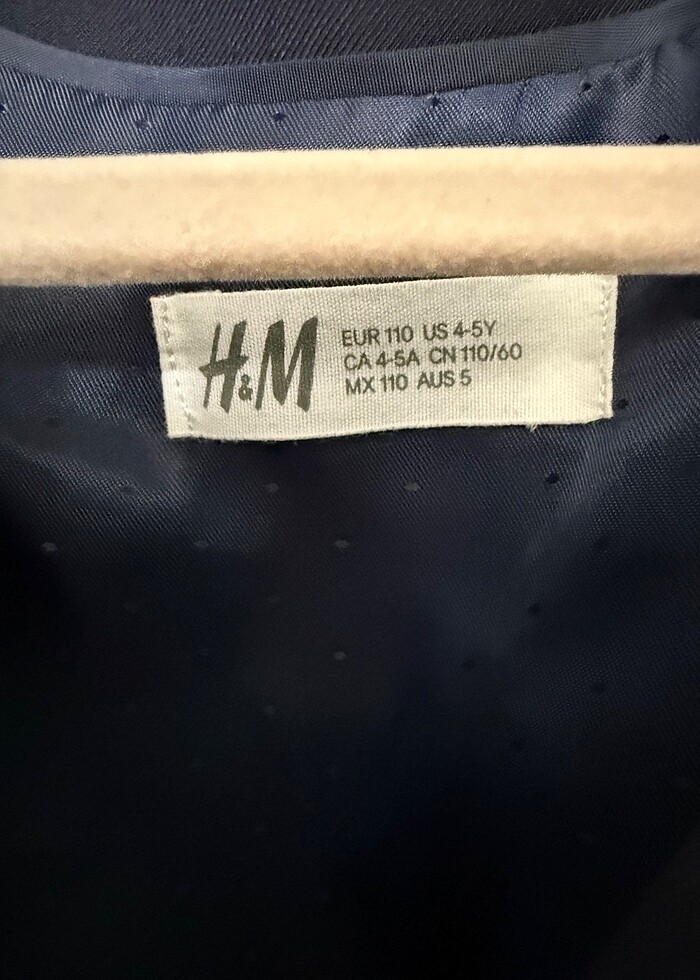 H&M
EUR 110 US 4-5Y
CA 4-5A CN 110/60
MX 110 AUS 5